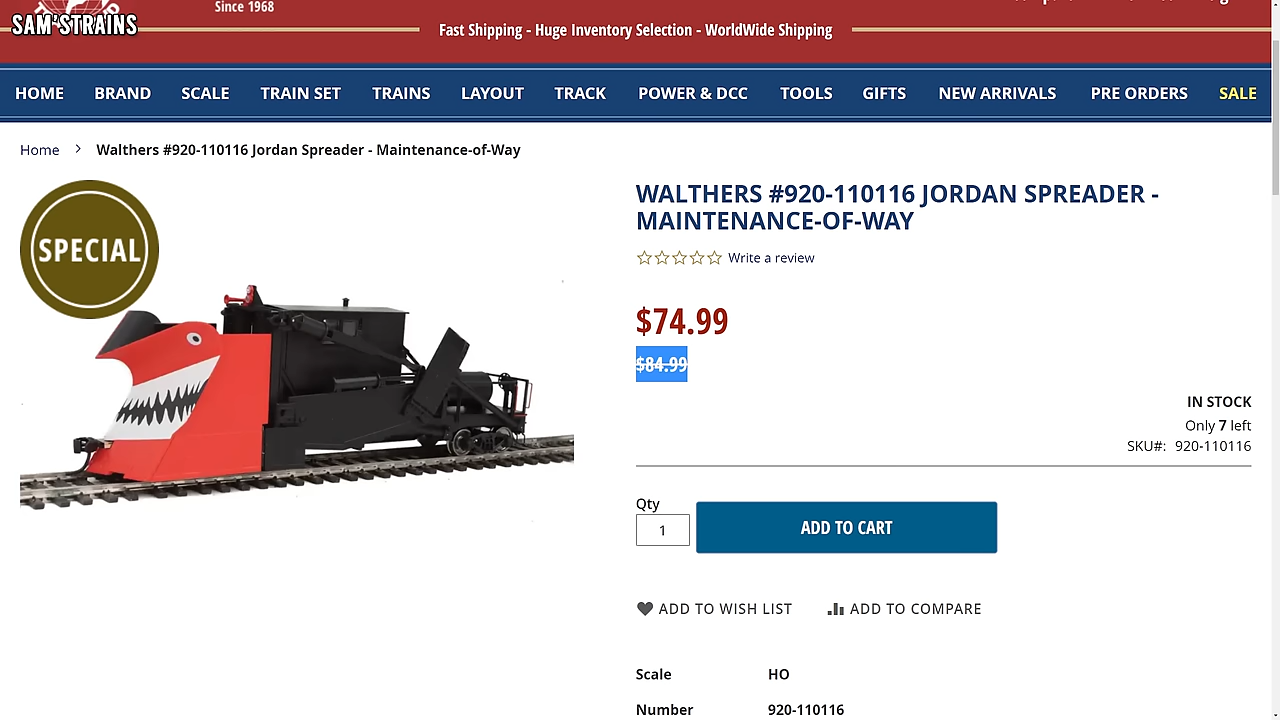 Since 1968
SAM'STRAINS
Fast Shipping - Huge Inventory Selection - WorldWide Shipping
HOME BRAND SCALE TRAIN SET TRAINS LAYOUT TRACK POWER & DCC TOOLS GIFTS NEW ARRIVALS PRE ORDERS SALE
Home > Walthers #920-110116 Jordan Spreader - Maintenance-of-Way
SPECIAL
WALTHERS #920-110116 JORDAN SPREADER -
MAINTENANCE-OF-WAY
Write a review
$74.99
$84.99
IN STOCK
Only 7 left
SKU#: 920-110116
Qty
1
ADD TO CART
ADD TO WISH LIST ADD TO COMPARE
Scale HO
Number 920-110116